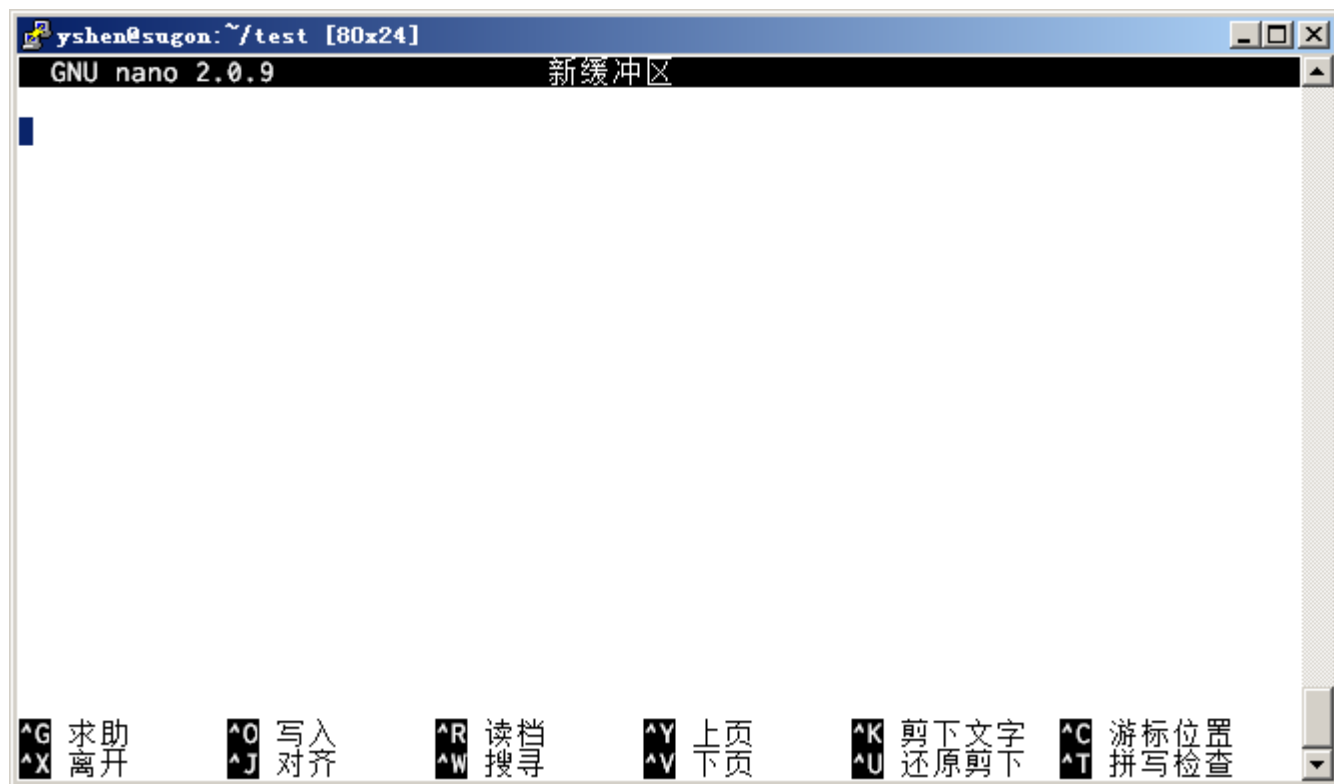 yshen@sugon:~/test [80x24]
GNU nano 2.0.9 新缓冲区
^G 求助 ^O 写入 ^R 读档 ^Y 上页 ^K 剪下文字 ^C 游标位置
^X 离开 ^J 对齐 ^W 搜寻 ^V 下页 ^U 还原剪下 ^T 拼写检查